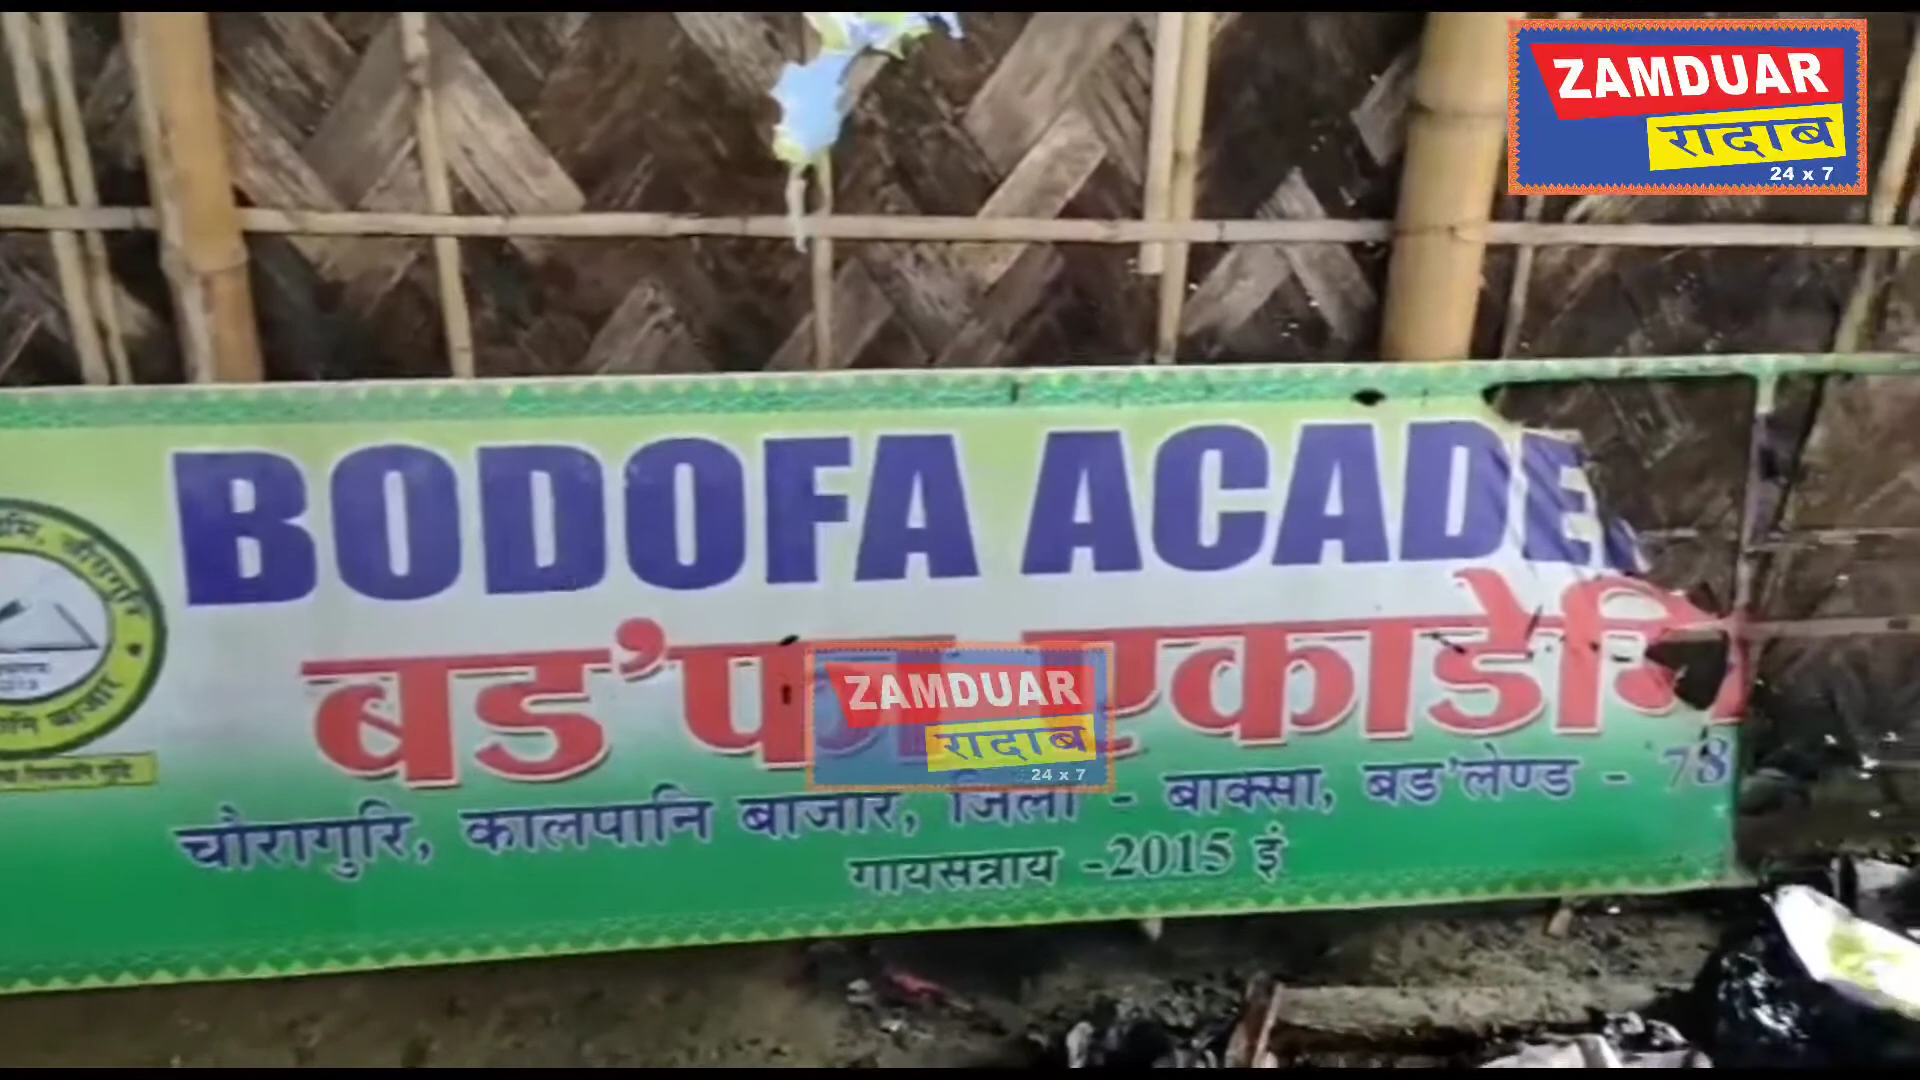 ZAMDUAR
रादाब
24 x 7
BODOFA ACADE
बड'फा एकाडेमि
ZAMDUAR
रादाब
24 x 7
चौरागुरि, कालपानि बाजार, जिला - बाक्सा, बड'लेण्ड - 78
गायसन्नाय -2015 इं